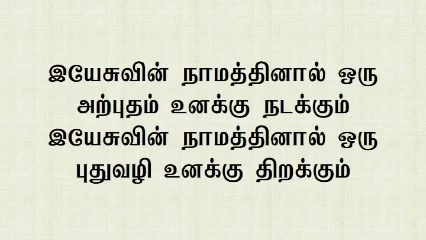 இயேசுவின் நாமத்தினால் ஒரு
அற்புதம் உனக்கு நடக்கும்
இயேசுவின் நாமத்தினால் ஒரு
புதுவழி உனக்கு திறக்கும்